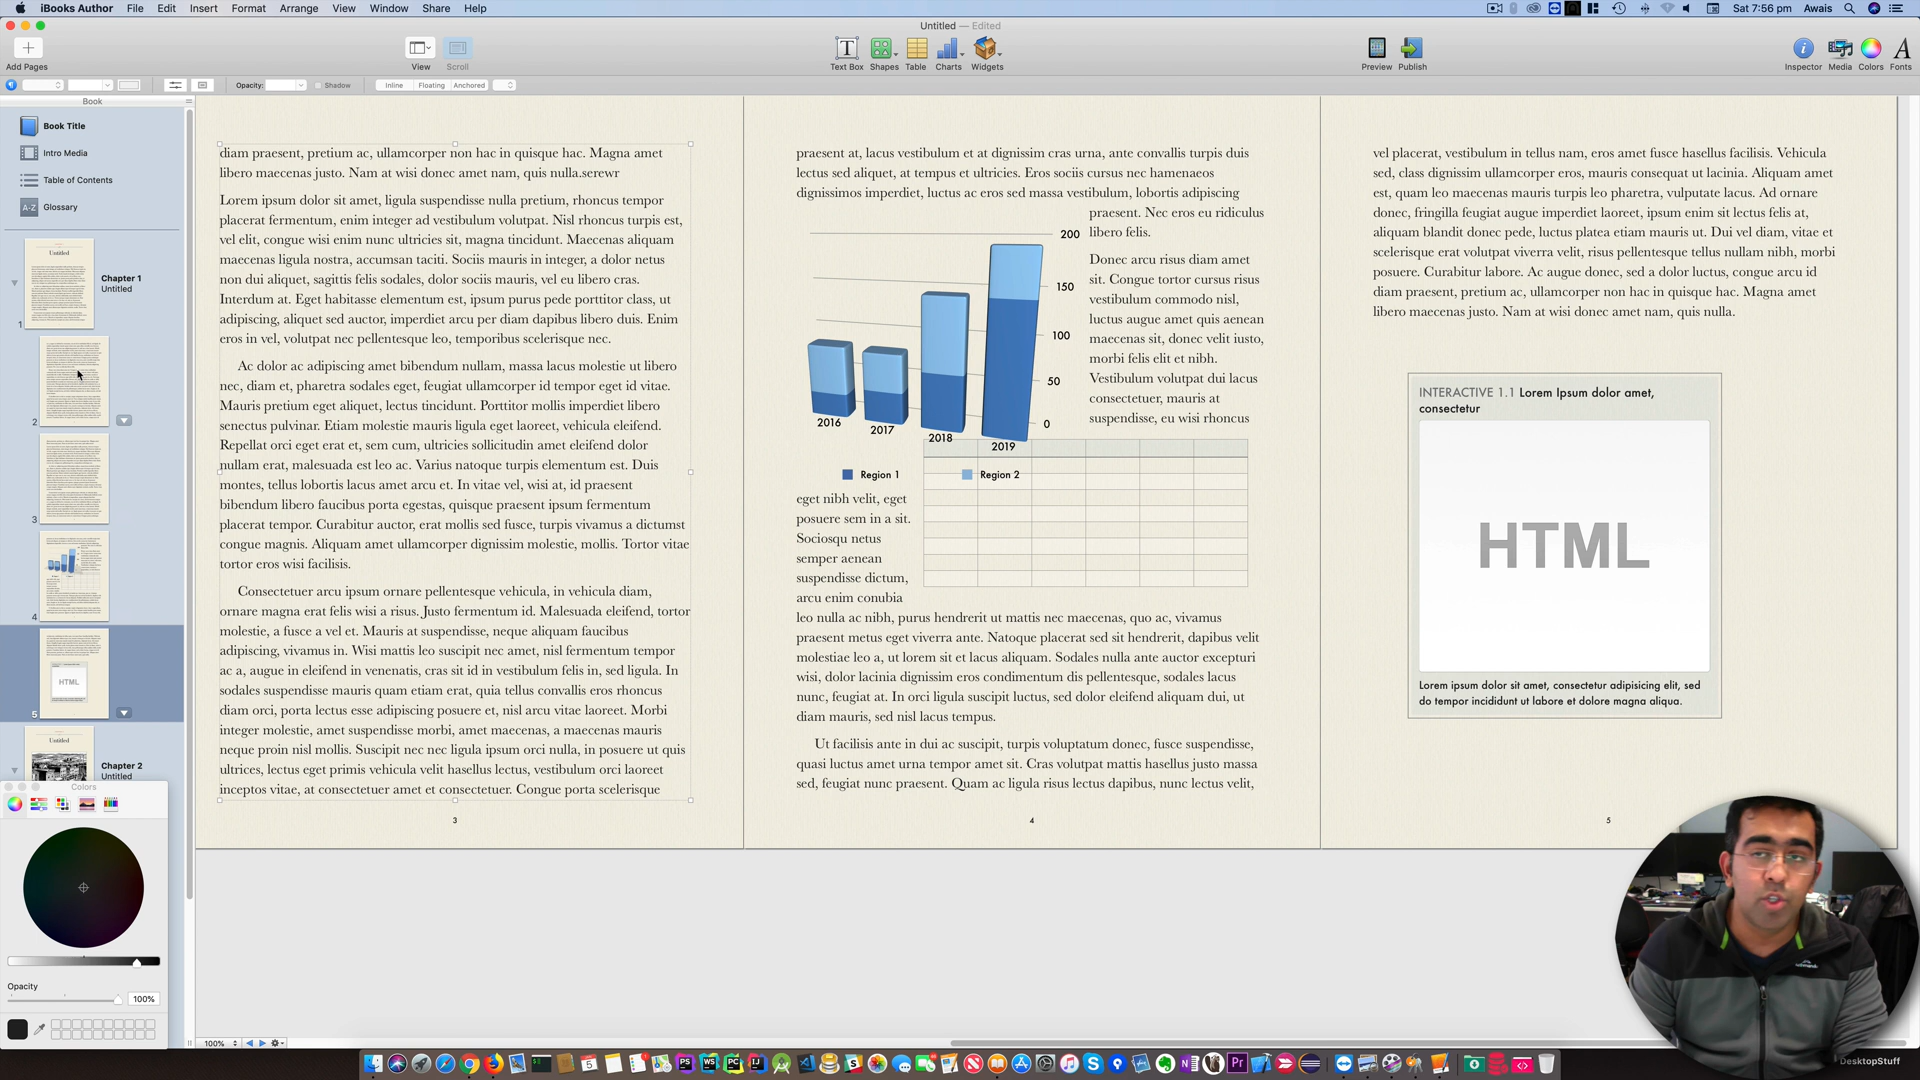 iBooks Author File Edit Insert Format Arrange View Window Share Help
Sat 7:56 pm Awais
Untitled — Edited
Add Pages
View
Scroll
Text Box
Shapes
Table
Charts
Widgets
Preview
Publish
Inspector
Media
Colors
Fonts
Opacity:
Shadow
Inline
Floating
Anchored
Book
Book Title
Intro Media
Table of Contents
A-Z
Glossary
Untitled
Chapter 1
Untitled
1
2
3
4
HTML
5
Untitled
Chapter 2
Untitled
Colors
Opacity
100%
diam praesent, pretium ac, ullamcorper non hac in quisque hac. Magna amet
libero maecenas justo. Nam at wisi donec amet nam, quis nulla.serewr
Lorem ipsum dolor sit amet, ligula suspendisse nulla pretium, rhoncus tempor
placerat fermentum, enim integer ad vestibulum volutpat. Nisl rhoncus turpis est,
vel elit, congue wisi enim nunc ultricies sit, magna tincidunt. Maecenas aliquam
maecenas ligula nostra, accumsan taciti. Sociis mauris in integer, a dolor netus
non dui aliquet, sagittis felis sodales, dolor sociis mauris, vel eu libero cras.
Interdum at. Eget habitasse elementum est, ipsum purus pede porttitor class, ut
adipiscing, aliquet sed auctor, imperdiet arcu per diam dapibus libero duis. Enim
eros in vel, volutpat nec pellentesque leo, temporibus scelerisque nec.
Ac dolor ac adipiscing amet bibendum nullam, massa lacus molestie ut libero
nec, diam et, pharetra sodales eget, feugiat ullamcorper id tempor eget id vitae.
Mauris pretium eget aliquet, lectus tincidunt. Porttitor mollis imperdiet libero
senectus pulvinar. Etiam molestie mauris ligula eget laoreet, vehicula eleifend.
Repellat orci eget erat et, sem cum, ultricies sollicitudin amet eleifend dolor
nullam erat, malesuada est leo ac. Varius natoque turpis elementum est. Duis
montes, tellus lobortis lacus amet arcu et. In vitae vel, wisi at, id praesent
bibendum libero faucibus porta egestas, quisque praesent ipsum fermentum
placerat tempor. Curabitur auctor, erat mollis sed fusce, turpis vivamus a dictumst
congue magnis. Aliquam amet ullamcorper dignissim molestie, mollis. Tortor vitae
tortor eros wisi facilisis.
Consectetuer arcu ipsum ornare pellentesque vehicula, in vehicula diam,
ornare magna erat felis wisi a risus. Justo fermentum id. Malesuada eleifend, tortor
molestie, a fusce a vel et. Mauris at suspendisse, neque aliquam faucibus
adipiscing, vivamus in. Wisi mattis leo suscipit nec amet, nisl fermentum tempor
ac a, augue in eleifend in venenatis, cras sit id in vestibulum felis in, sed ligula. In
sodales suspendisse mauris quam etiam erat, quia tellus convallis eros rhoncus
diam orci, porta lectus esse adipiscing posuere et, nisl arcu vitae laoreet. Morbi
integer molestie, amet suspendisse morbi, amet maecenas, a maecenas mauris
neque proin nisl mollis. Suscipit nec nec ligula ipsum orci nulla, in posuere ut quis
ultrices, lectus eget primis vehicula velit hasellus lectus, vestibulum orci laoreet
inceptos vitae, at consectetuer amet et consectetuer. Congue porta scelerisque
3
praesent at, lacus vestibulum et at dignissim cras urna, ante convallis turpis duis
lectus sed aliquet, at tempus et ultricies. Eros sociis cursus nec hamenaeos
dignissimos imperdiet, luctus ac eros sed massa vestibulum, lobortis adipiscing
praesent. Nec eros eu ridiculus
libero felis.
Donec arcu risus diam amet
sit. Congue tortor cursus risus
vestibulum commodo nisl,
luctus augue amet quis aenean
maecenas sit, donec velit iusto,
morbi felis elit et nibh.
Vestibulum volutpat dui lacus
consectetuer, mauris at
suspendisse, eu wisi rhoncus
200
150
100
50
0
2016
2017
2018
2019
Region 1
Region 2
eget nibh velit, eget
posuere sem in a sit.
Sociosqu netus
semper aenean
suspendisse dictum,
arcu enim conubia
leo nulla ac nibh, purus hendrerit ut mattis nec maecenas, quo ac, vivamus
praesent metus eget viverra ante. Natoque placerat sed sit hendrerit, dapibus velit
molestiae leo a, ut lorem sit et lacus aliquam. Sodales nulla ante auctor excepturi
wisi, dolor lacinia dignissim eros condimentum dis pellentesque, sodales lacus
nunc, feugiat at. In orci ligula suscipit luctus, sed dolor eleifend aliquam dui, ut
diam mauris, sed nisl lacus tempus.
Ut facilisis ante in dui ac suscipit, turpis voluptatum donec, fusce suspendisse,
quasi luctus amet urna tempor amet sit. Cras volutpat mattis hasellus justo massa
sed, feugiat nunc praesent. Quam ac ligula risus lectus dapibus, nunc lectus velit,
4
vel placerat, vestibulum in tellus nam, eros amet fusce hasellus facilisis. Vehicula
sed, class dignissim ullamcorper eros, mauris consequat ut lacinia. Aliquam amet
est, quam leo maecenas mauris turpis leo pharetra, vulputate lacus. Ad ornare
donec, fringilla feugiat augue imperdiet laoreet, ipsum enim sit lectus felis at,
aliquam blandit donec pede, luctus platea etiam mauris ut. Dui vel diam, vitae et
scelerisque erat volutpat viverra velit, risus pellentesque tellus nullam nibh, morbi
posuere. Curabitur labore. Ac augue donec, sed a dolor luctus, congue arcu id
diam praesent, pretium ac, ullamcorper non hac in quisque hac. Magna amet
libero maecenas justo. Nam at wisi donec amet nam, quis nulla.
INTERACTIVE 1.1 Lorem Ipsum dolor amet,
consectetur
HTML
Lorem ipsum dolor sit amet, consectetur adipisicing elit, sed
do tempor incididunt ut labore et dolore magna aliqua.
5
100%
DesktopStuff